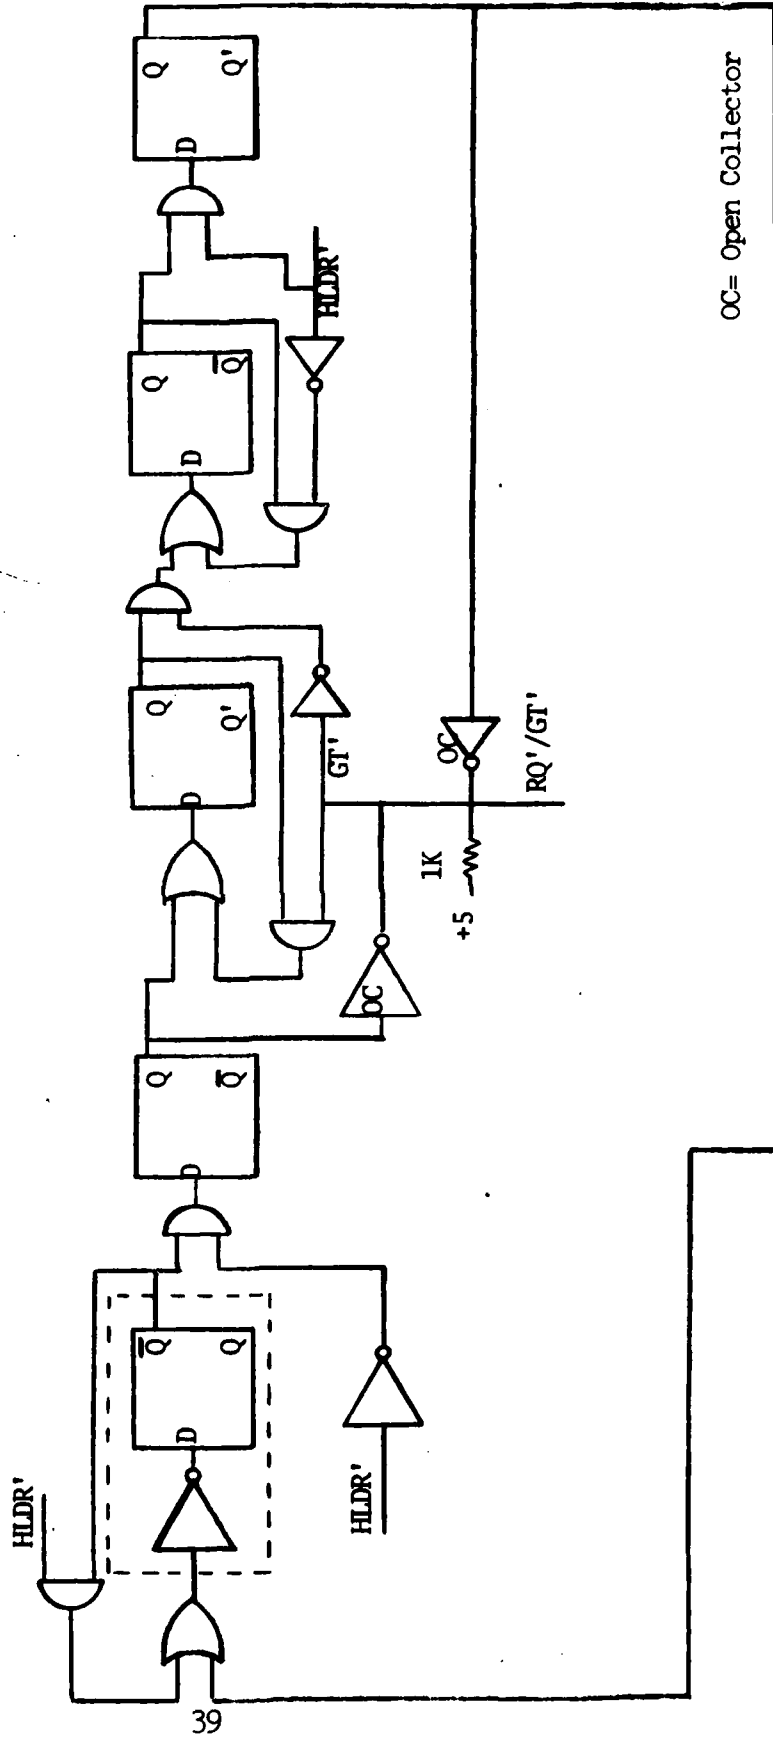 HLDR'
D
Q̅
Q
HLDR'
D
Q
Q̅
OC
D
Q
Q'
GT'
+5
1K
OC
RQ'/GT'
D
Q
Q̅
HLDR'
D
Q
Q'
OC= Open Collector
39